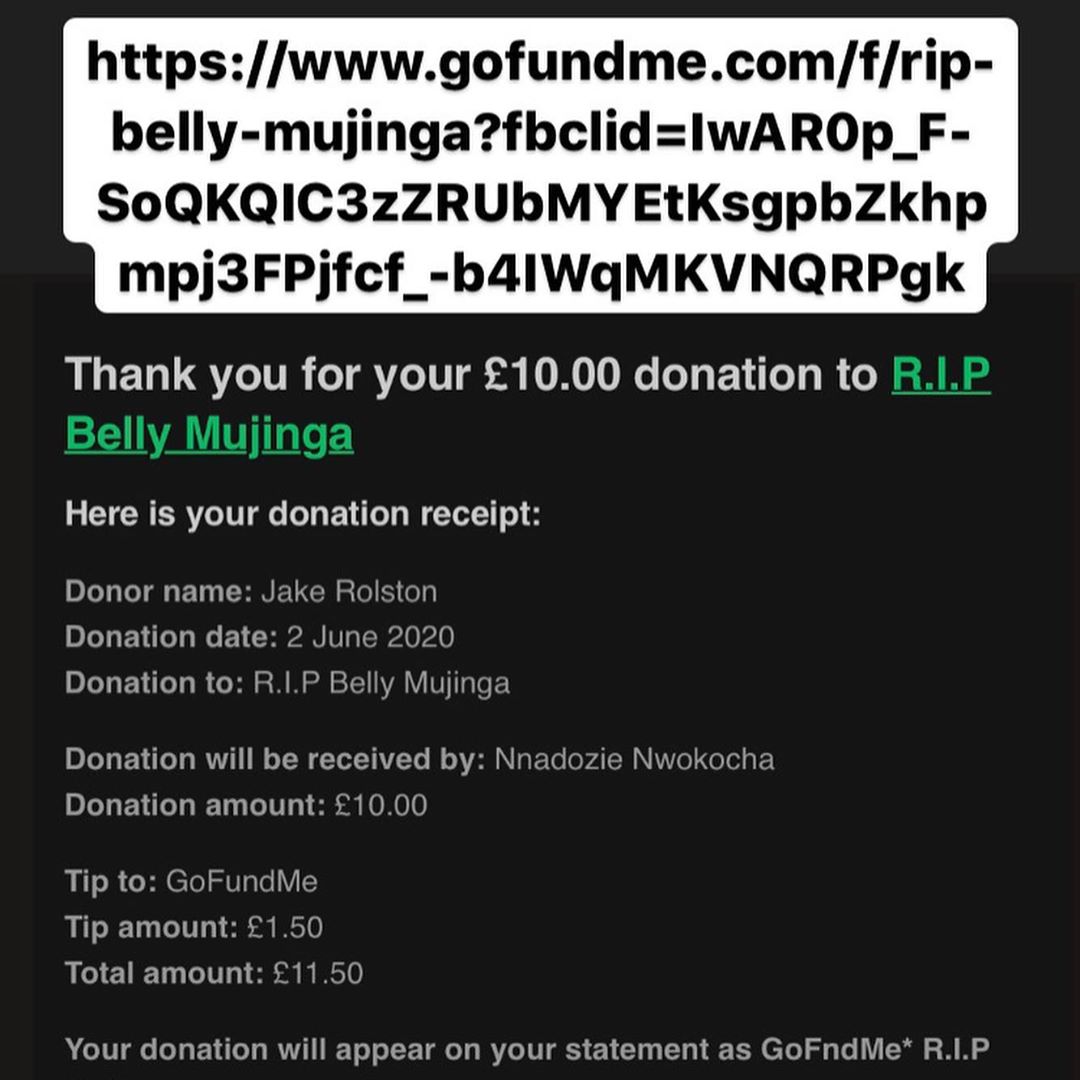 https://www.gofundme.com/f/rip-
belly-mujinga?fbclid=IwAR0p_F-
SoQKQIC3zZRUbMYEtKsgpbZkhp
mpj3FPjfcf_-b4IWqMKVNQRPgk
Thank you for your £10.00 donation to R.I.P
Belly Mujinga
Here is your donation receipt:
Donor name: Jake Rolston
Donation date: 2 June 2020
Donation to: R.I.P Belly Mujinga
Donation will be received by: Nnadozie Nwokocha
Donation amount: £10.00
Tip to: GoFundMe
Tip amount: £1.50
Total amount: £11.50
Your donation will appear on your statement as GoFndMe* R.I.P